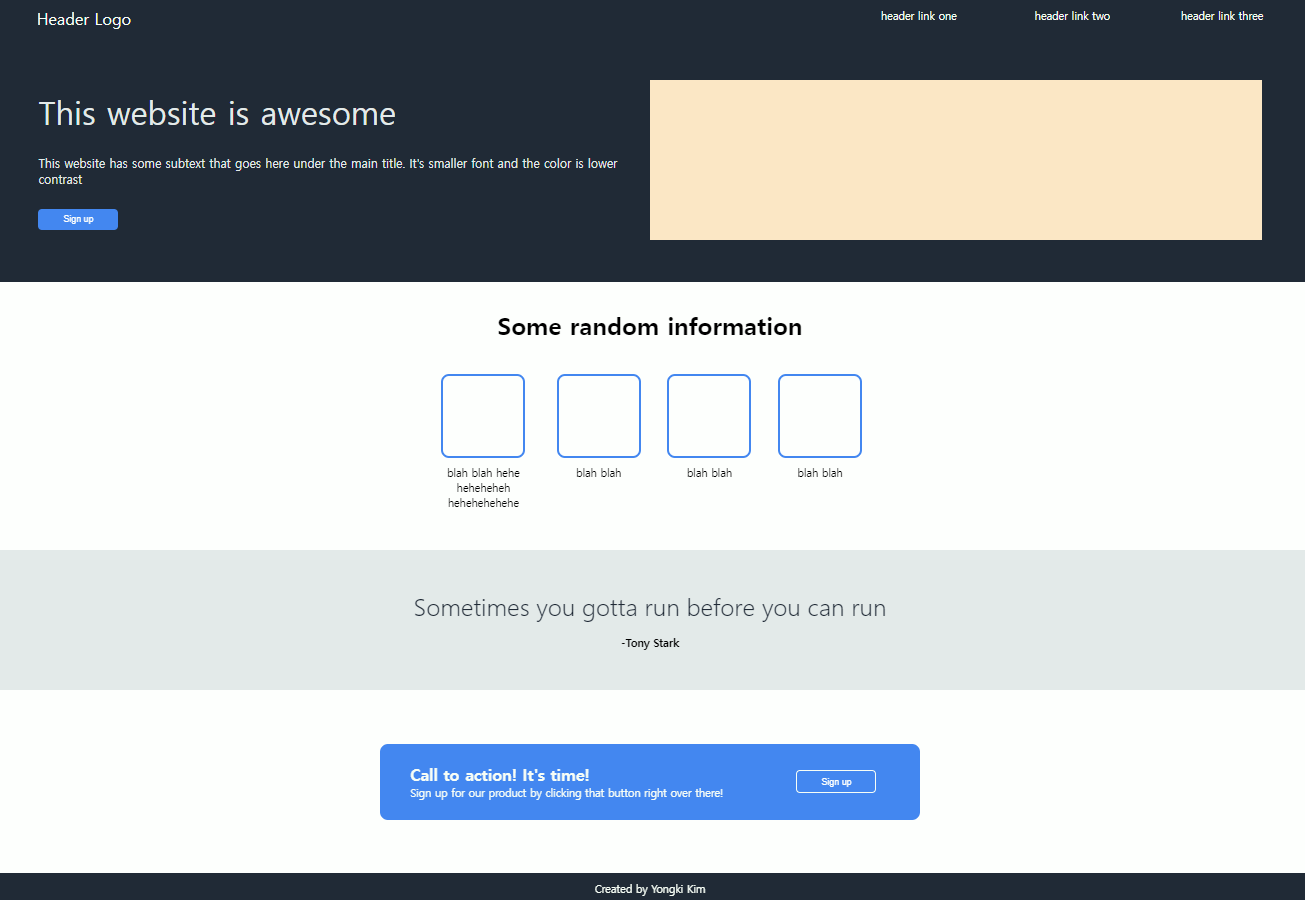 Header Logo
header link one
header link two
header link three
This website is awesome
This website has some subtext that goes here under the main title. It's smaller font and the color is lower
contrast
Sign up
Some random information
blah blah hehe
heheheheh
hehehehehehe
blah blah
blah blah
blah blah
Sometimes you gotta run before you can run
-Tony Stark
Call to action! It's time!
Sign up for our product by clicking that button right over there!
Sign up
Created by Yongki Kim